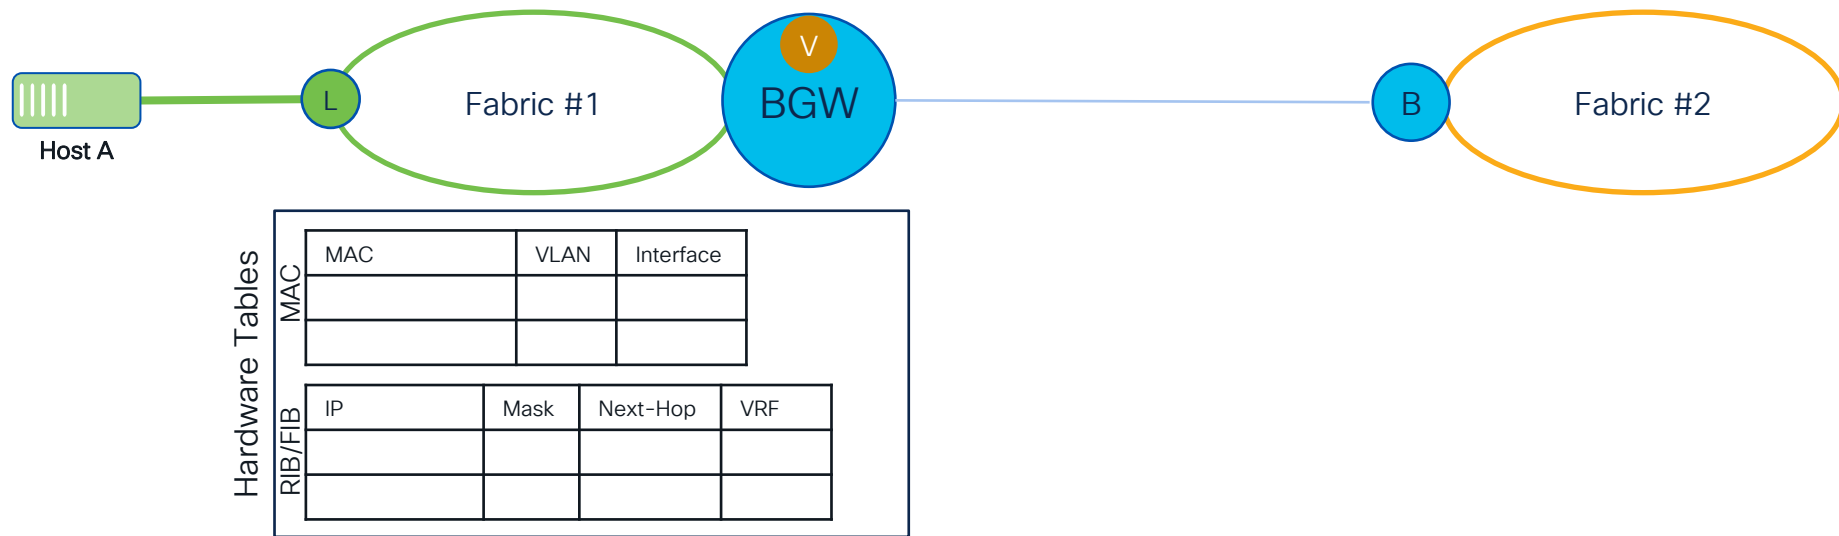 V
L
Fabric #1
BGW
B
Fabric #2
Host A
Hardware Tables
MAC
MAC VLAN Interface
RIB/FIB
IP Mask Next-Hop VRF